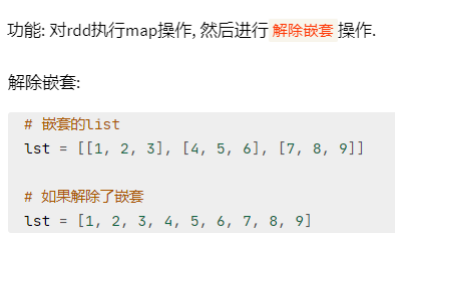 功能: 对rdd执行map操作, 然后进行 解除嵌套 操作.
解除嵌套:
# 嵌套的list
lst = [[1, 2, 3], [4, 5, 6], [7, 8, 9]]
# 如果解除了嵌套
lst = [1, 2, 3, 4, 5, 6, 7, 8, 9]